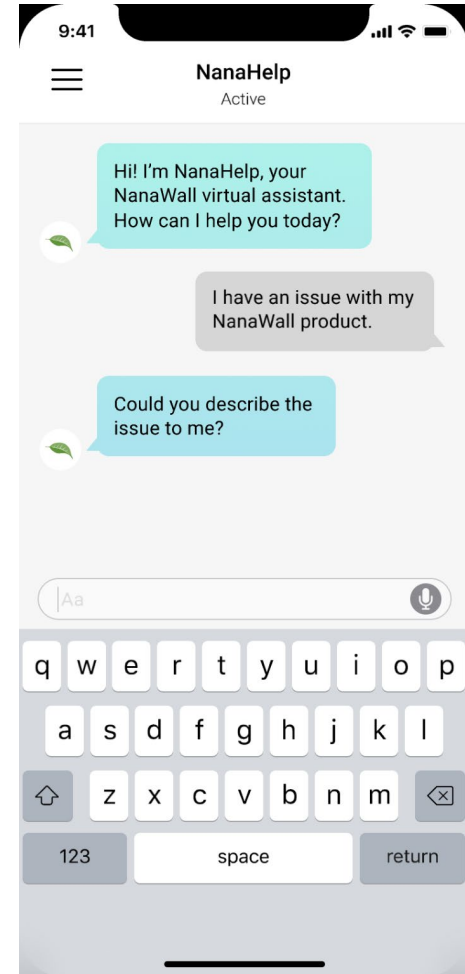 9:41
NanaHelp
Active
Hi! I'm NanaHelp, your
NanaWall virtual assistant.
How can I help you today?
I have an issue with my
NanaWall product.
Could you describe the
issue to me?
Aa
q w e r t y u i o p
a s d f g h j k l
z x c v b n m
123 space return